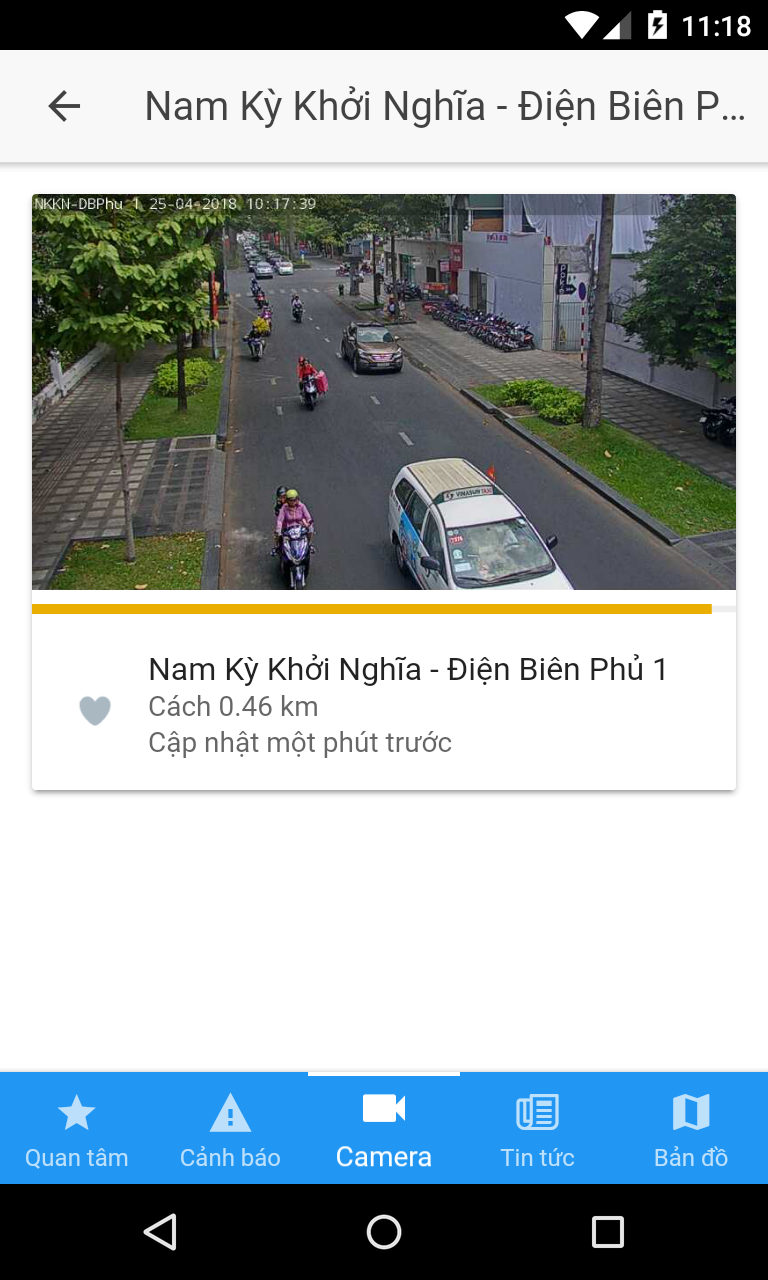 11:18
Nam Kỳ Khởi Nghĩa - Điện Biên P...
NKKN-DBPhu 1 25-04-2018 10:17:39
VINASUN TAXI
Nam Kỳ Khởi Nghĩa - Điện Biên Phủ 1
Cách 0.46 km
Cập nhật một phút trước
Quan tâm
Cảnh báo
Camera
Tin tức
Bản đồ